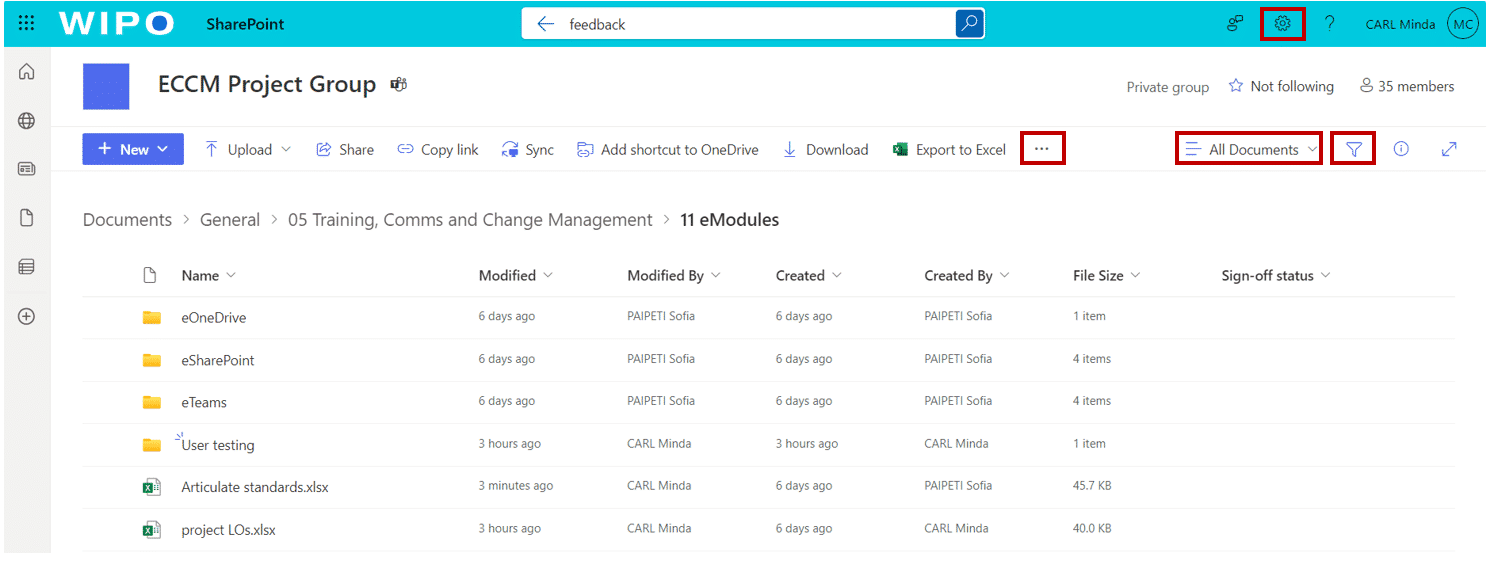 WIPO SharePoint feedback ? CARL Minda MC
ECCM Project Group
Private group Not following 35 members
New Upload Share Copy link Sync Add shortcut to OneDrive Download Export to Excel ... All Documents
Documents > General > 05 Training, Comms and Change Management > 11 eModules
Name Modified Modified By Created Created By File Size Sign-off status
eOneDrive 6 days ago PAIPETI Sofia 6 days ago PAIPETI Sofia 1 item
eSharePoint 6 days ago PAIPETI Sofia 6 days ago PAIPETI Sofia 4 items
eTeams 6 days ago PAIPETI Sofia 6 days ago PAIPETI Sofia 4 items
User testing 3 hours ago CARL Minda 3 hours ago CARL Minda 1 item
Articulate standards.xlsx 3 minutes ago CARL Minda 6 days ago PAIPETI Sofia 45.7 KB
project LOs.xlsx 3 hours ago CARL Minda 6 days ago CARL Minda 40.0 KB